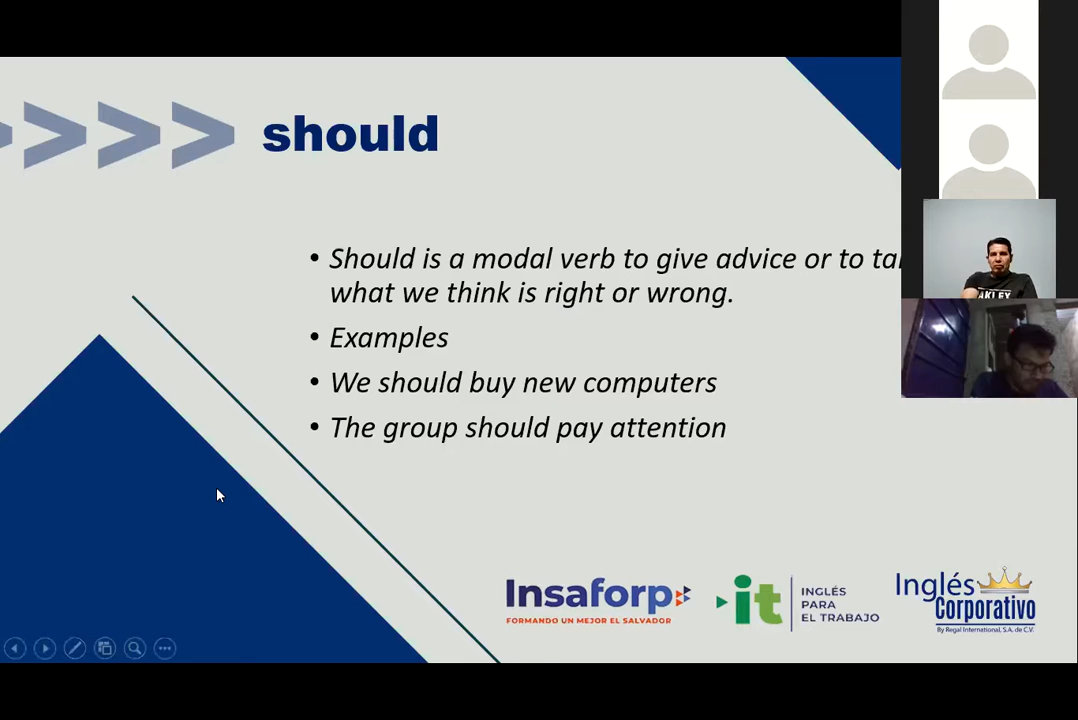 should
• Should is a modal verb to give advice or to
what we think is right or wrong.
• Examples
• We should buy new computers
• The group should pay attention
Insaforp
FORMANDO UN MEJOR EL SALVADOR
it
INGLÉS
PARA
EL TRABAJO
Inglés
Corporativo
By Regal International, S.A. de C.V.